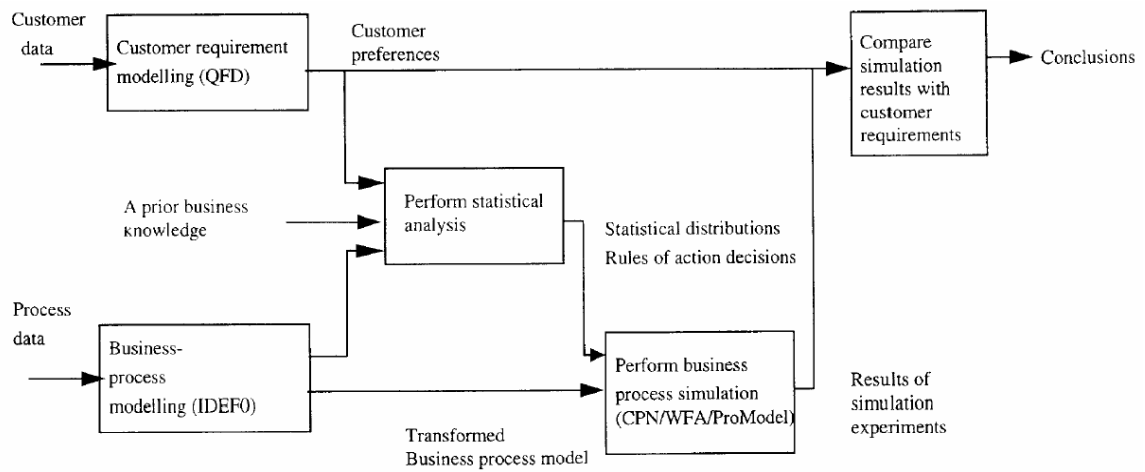 Customer
data
Customer requirement
modelling (QFD)
Customer
preferences
Compare
simulation
results with
customer
requirements
Conclusions
A prior business
knowledge
Perform statistical
analysis
Statistical distributions
Rules of action decisions
Process
data
Business-
process
modelling (IDEF0)
Perform business
process simulation
(CPN/WFA/ProModel)
Results of
simulation
experiments
Transformed
Business process model